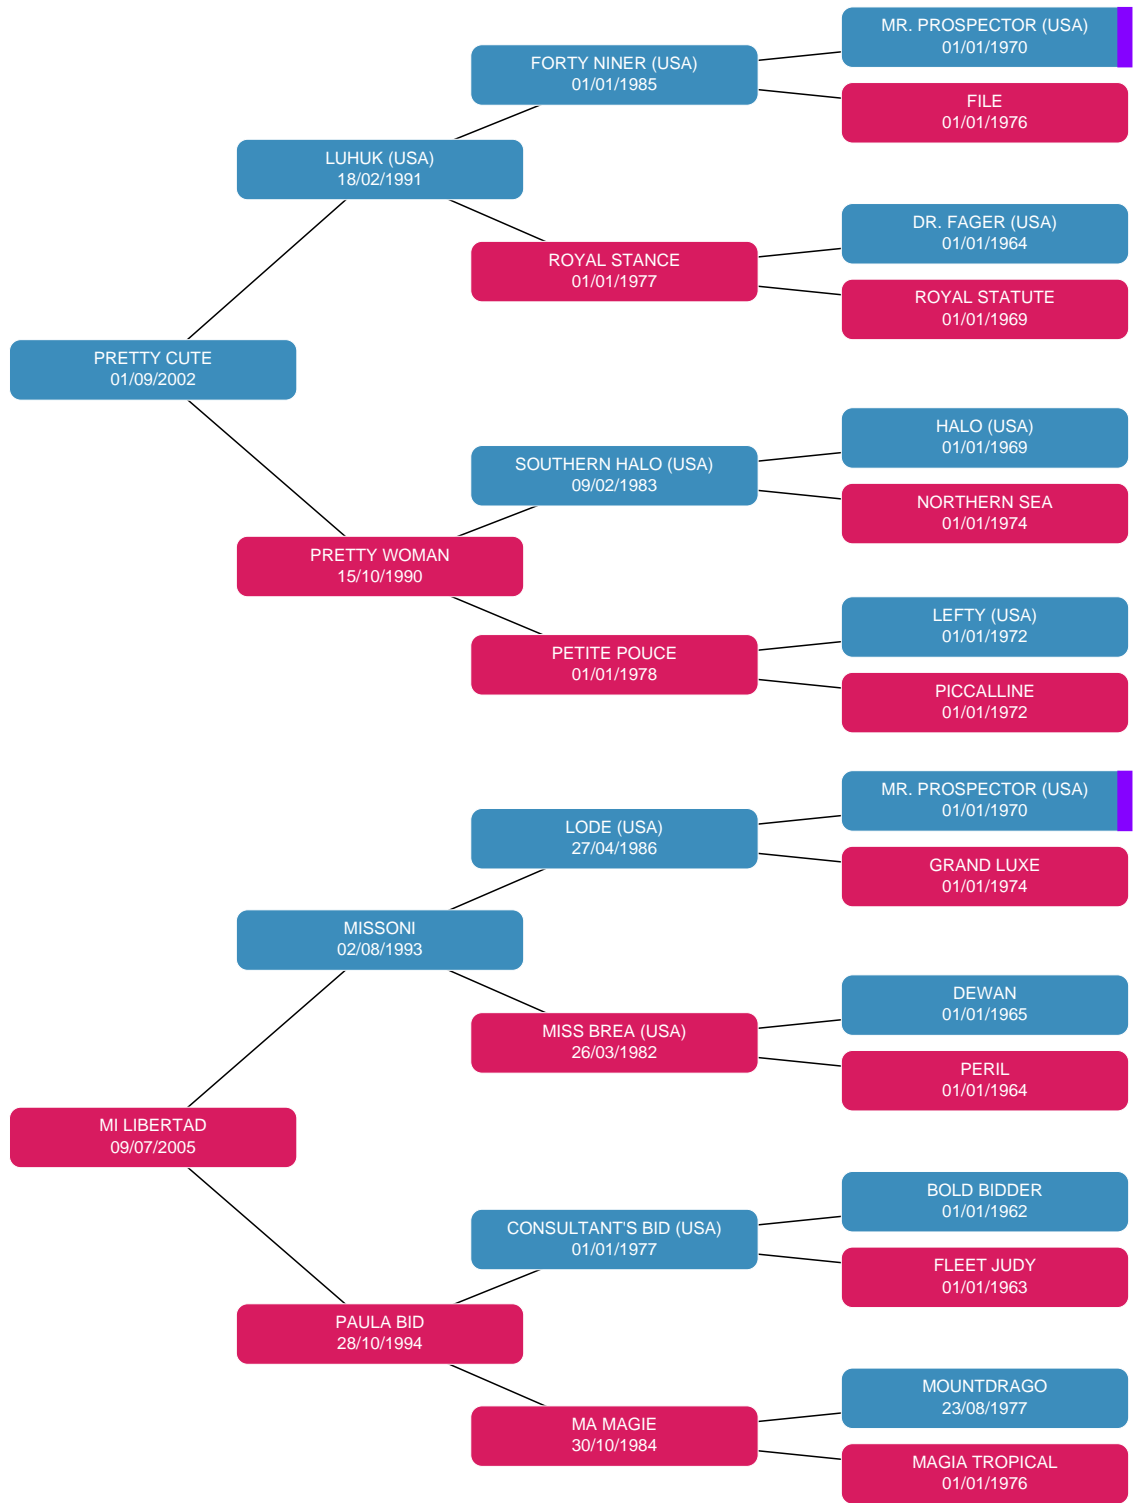 MR. PROSPECTOR (USA)
01/01/1970
FORTY NINER (USA)
01/01/1985
FILE
01/01/1976
LUHUK (USA)
18/02/1991
DR. FAGER (USA)
01/01/1964
ROYAL STANCE
01/01/1977
ROYAL STATUTE
01/01/1969
PRETTY CUTE
01/09/2002
HALO (USA)
01/01/1969
SOUTHERN HALO (USA)
09/02/1983
NORTHERN SEA
01/01/1974
PRETTY WOMAN
15/10/1990
LEFTY (USA)
01/01/1972
PETITE POUCE
01/01/1978
PICCALLINE
01/01/1972
MR. PROSPECTOR (USA)
01/01/1970
LODE (USA)
27/04/1986
GRAND LUXE
01/01/1974
MISSONI
02/08/1993
DEWAN
01/01/1965
MISS BREA (USA)
26/03/1982
PERIL
01/01/1964
MI LIBERTAD
09/07/2005
BOLD BIDDER
01/01/1962
CONSULTANT'S BID (USA)
01/01/1977
FLEET JUDY
01/01/1963
PAULA BID
28/10/1994
MOUNTDRAGO
23/08/1977
MA MAGIE
30/10/1984
MAGIA TROPICAL
01/01/1976